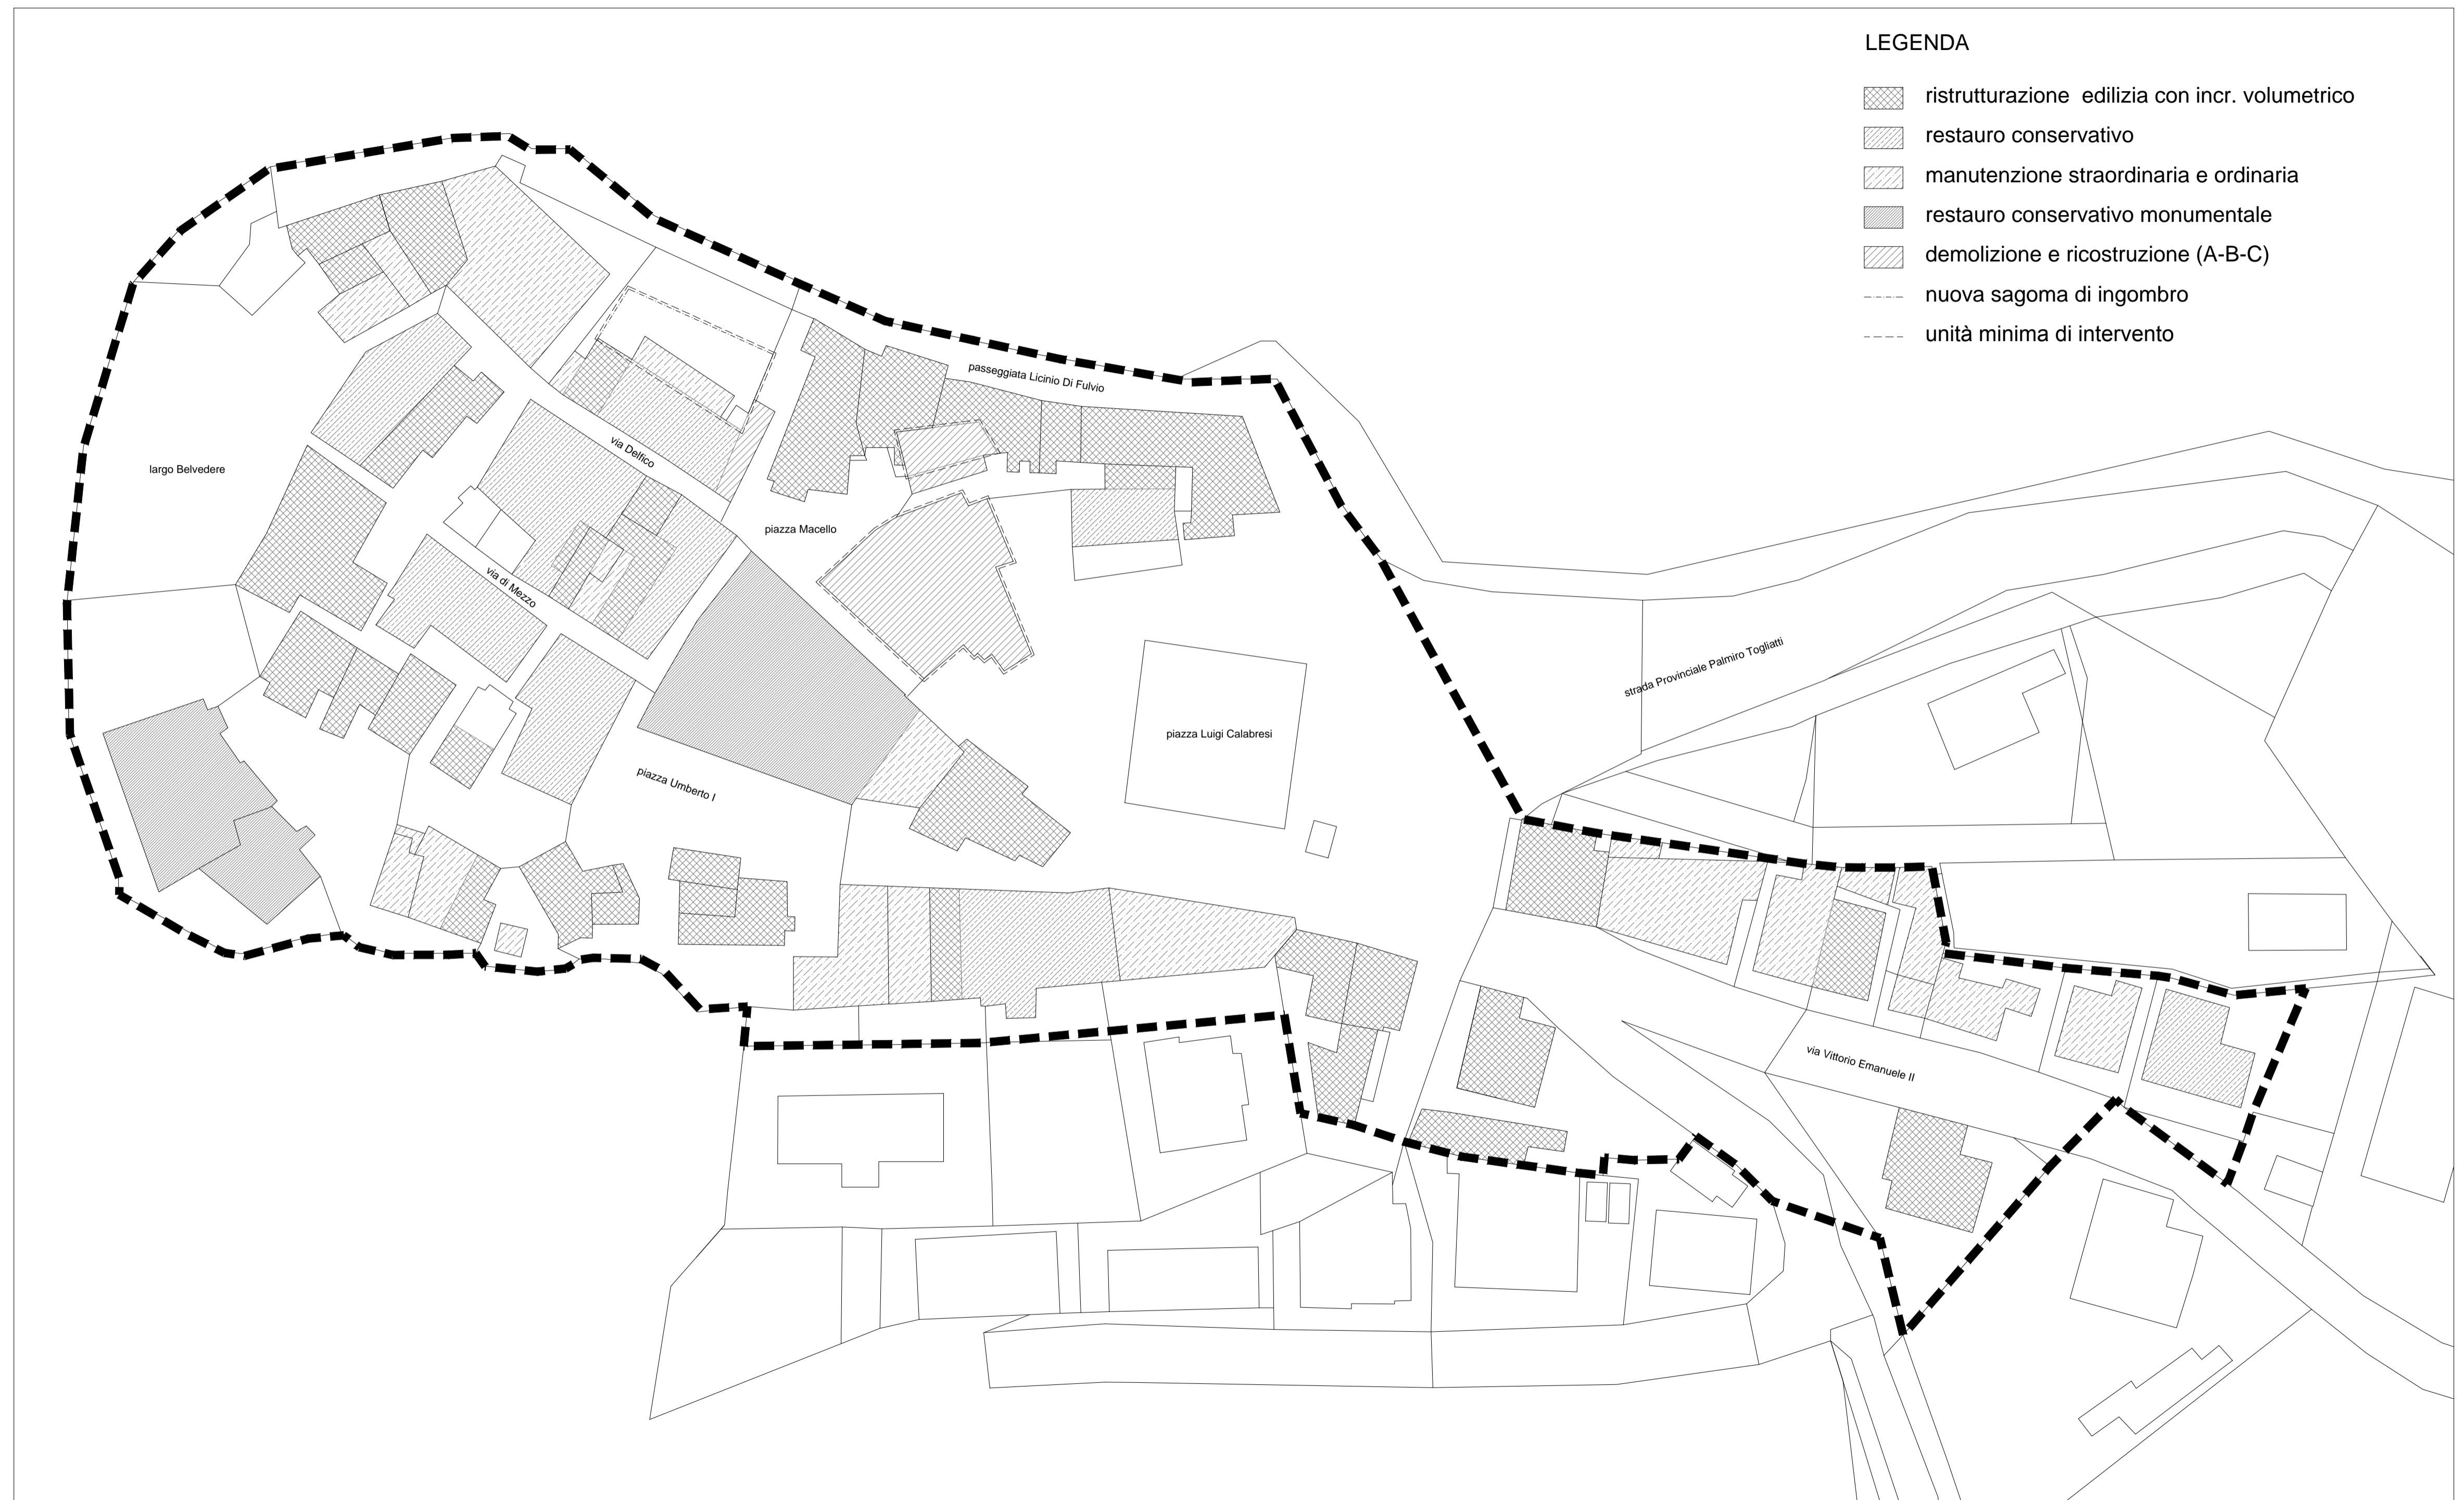 LEGENDA
ristrutturazione edilizia con incr. volumetrico
restauro conservativo
manutenzione straordinaria e ordinaria
restauro conservativo monumentale
demolizione e ricostruzione (A-B-C)
nuova sagoma di ingombro
unità minima di intervento
passeggiata Licinio Di Fulvio
via Delfico
largo Belvedere
piazza Macello
via di Mezzo
strada Provinciale Palmiro Togliatti
piazza Luigi Calabresi
piazza Umberto I
via Vittorio Emanuele II